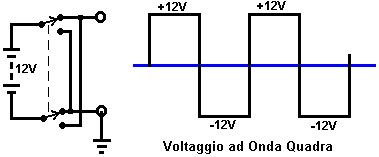 +12V +12V
12V
-12V -12V
Voltaggio ad Onda Quadra